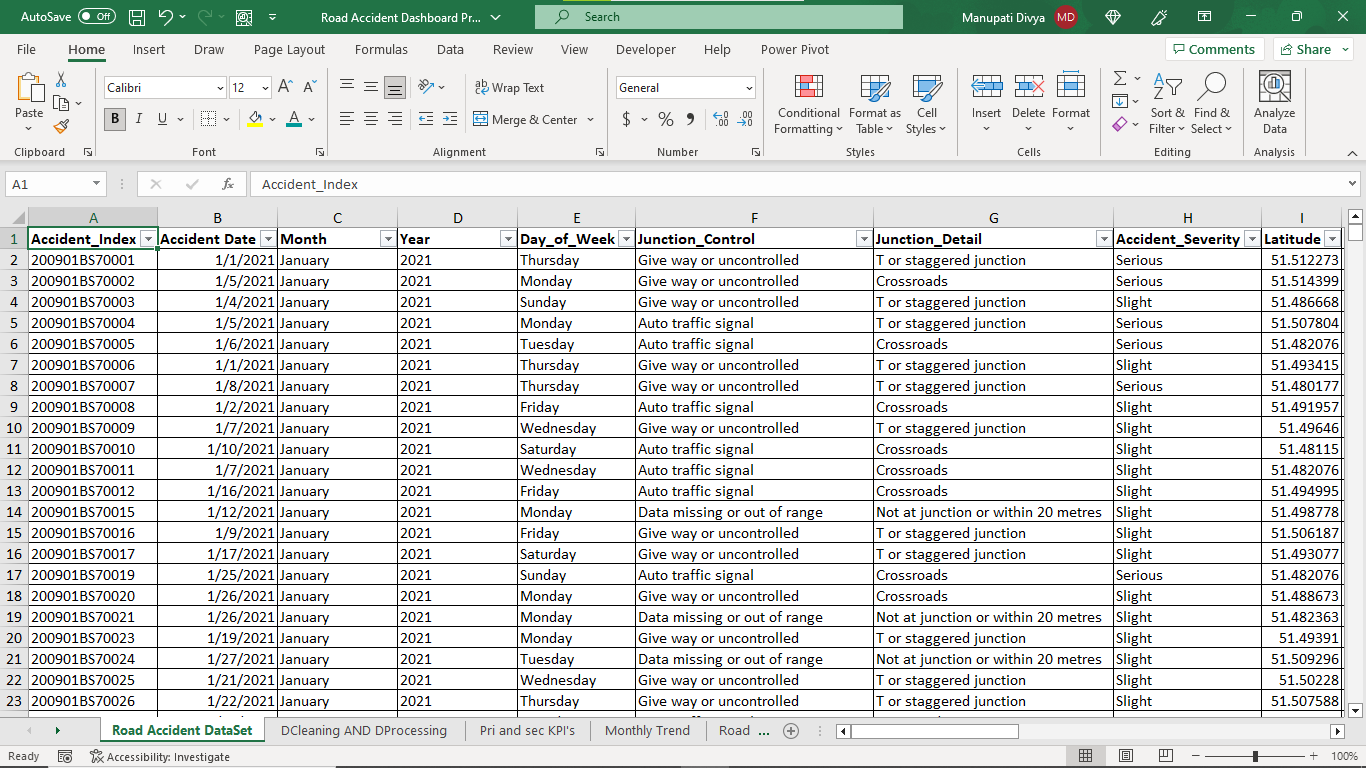 AutoSave Off Road Accident Dashboard Pr... Search Manupati Divya MD
File Home Insert Draw Page Layout Formulas Data Review View Developer Help Power Pivot Comments Share
Calibri 12 A^ A˅ ab Wrap Text General
Paste B I U A Merge & Center $ % , Conditional Formatting Format as Table Cell Styles Insert Delete Format Sort & Filter Find & Select Analyze Data
Clipboard Font Alignment Number Styles Cells Editing Analysis
A1 fx Accident_Index
A B C D E F G H I
1 Accident_Index Accident Date Month Year Day_of_Week Junction_Control Junction_Detail Accident_Severity Latitude
2 200901BS70001 1/1/2021 January 2021 Thursday Give way or uncontrolled T or staggered junction Serious 51.512273
3 200901BS70002 1/5/2021 January 2021 Monday Give way or uncontrolled Crossroads Serious 51.514399
4 200901BS70003 1/4/2021 January 2021 Sunday Give way or uncontrolled T or staggered junction Slight 51.486668
5 200901BS70004 1/5/2021 January 2021 Monday Auto traffic signal T or staggered junction Serious 51.507804
6 200901BS70005 1/6/2021 January 2021 Tuesday Auto traffic signal Crossroads Serious 51.482076
7 200901BS70006 1/1/2021 January 2021 Thursday Give way or uncontrolled T or staggered junction Slight 51.493415
8 200901BS70007 1/8/2021 January 2021 Thursday Give way or uncontrolled T or staggered junction Serious 51.480177
9 200901BS70008 1/2/2021 January 2021 Friday Auto traffic signal Crossroads Slight 51.491957
10 200901BS70009 1/7/2021 January 2021 Wednesday Give way or uncontrolled T or staggered junction Slight 51.49646
11 200901BS70010 1/10/2021 January 2021 Saturday Auto traffic signal Crossroads Slight 51.48115
12 200901BS70011 1/7/2021 January 2021 Wednesday Auto traffic signal Crossroads Slight 51.482076
13 200901BS70012 1/16/2021 January 2021 Friday Auto traffic signal Crossroads Slight 51.494995
14 200901BS70015 1/12/2021 January 2021 Monday Data missing or out of range Not at junction or within 20 metres Slight 51.498778
15 200901BS70016 1/9/2021 January 2021 Friday Give way or uncontrolled T or staggered junction Slight 51.506187
16 200901BS70017 1/17/2021 January 2021 Saturday Give way or uncontrolled T or staggered junction Slight 51.493077
17 200901BS70019 1/25/2021 January 2021 Sunday Auto traffic signal Crossroads Serious 51.482076
18 200901BS70020 1/26/2021 January 2021 Monday Give way or uncontrolled Crossroads Slight 51.488673
19 200901BS70021 1/26/2021 January 2021 Monday Data missing or out of range Not at junction or within 20 metres Slight 51.482363
20 200901BS70023 1/19/2021 January 2021 Monday Give way or uncontrolled T or staggered junction Slight 51.49391
21 200901BS70024 1/27/2021 January 2021 Tuesday Data missing or out of range Not at junction or within 20 metres Slight 51.509296
22 200901BS70025 1/21/2021 January 2021 Wednesday Give way or uncontrolled T or staggered junction Slight 51.50228
23 200901BS70026 1/22/2021 January 2021 Thursday Give way or uncontrolled T or staggered junction Slight 51.507588
Road Accident DataSet DCleaning AND DProcessing Pri and sec KPI's Monthly Trend Road ...
Ready Accessibility: Investigate 100%